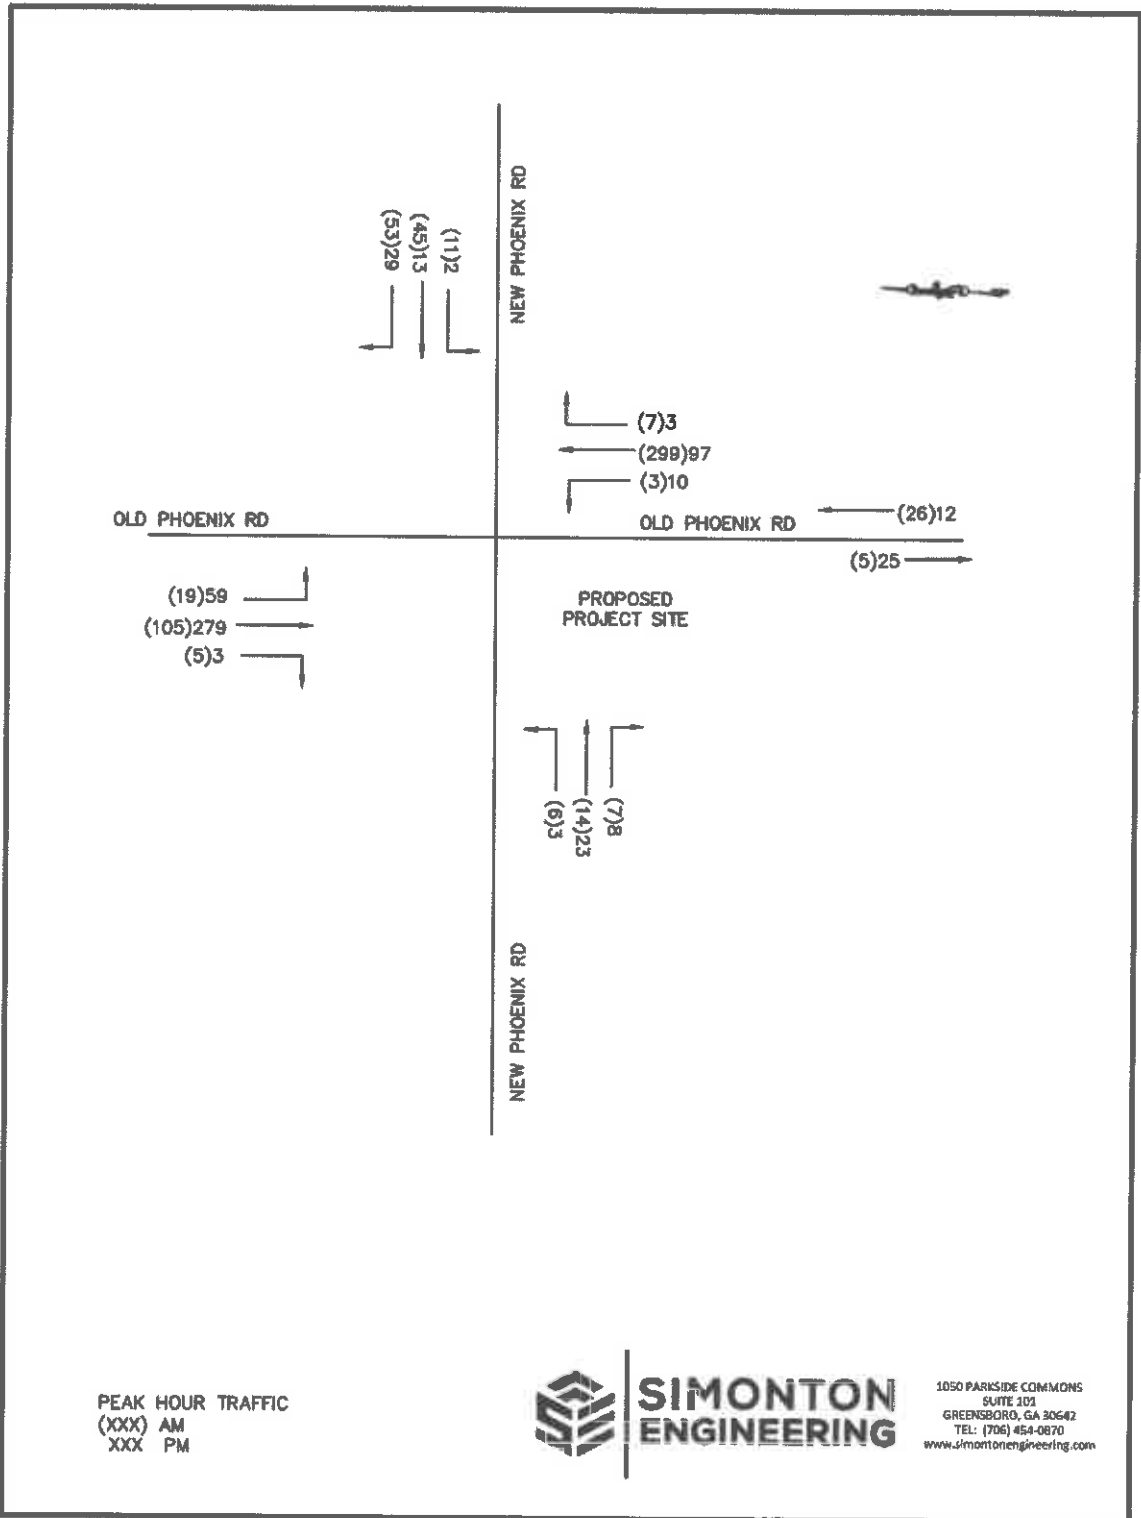 NEW PHOENIX RD
(53)29
(45)13
(11)2
(7)3
(299)97
(3)10
OLD PHOENIX RD
OLD PHOENIX RD
(26)12
(5)25
(19)59
(105)279
(5)3
PROPOSED
PROJECT SITE
(6)3
(14)23
(7)8
NEW PHOENIX RD
PEAK HOUR TRAFFIC
(XXX) AM
XXX PM
SIMONTON
ENGINEERING
1050 PARKSIDE COMMONS
SUITE 101
GREENSBORO, GA 30642
TEL: (706) 454-0870
www.simontonengineering.com